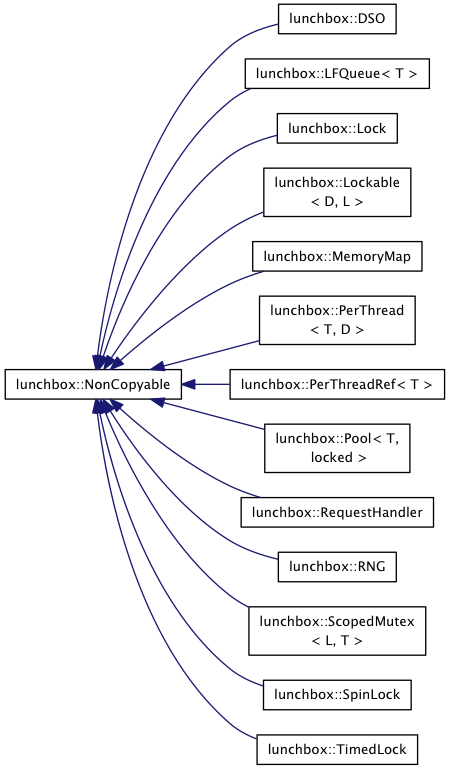 lunchbox::DSO
lunchbox::LFQueue< T >
lunchbox::Lock
lunchbox::Lockable
< D, L >
lunchbox::MemoryMap
lunchbox::PerThread
< T, D >
lunchbox::NonCopyable
lunchbox::PerThreadRef< T >
lunchbox::Pool< T,
locked >
lunchbox::RequestHandler
lunchbox::RNG
lunchbox::ScopedMutex
< L, T >
lunchbox::SpinLock
lunchbox::TimedLock